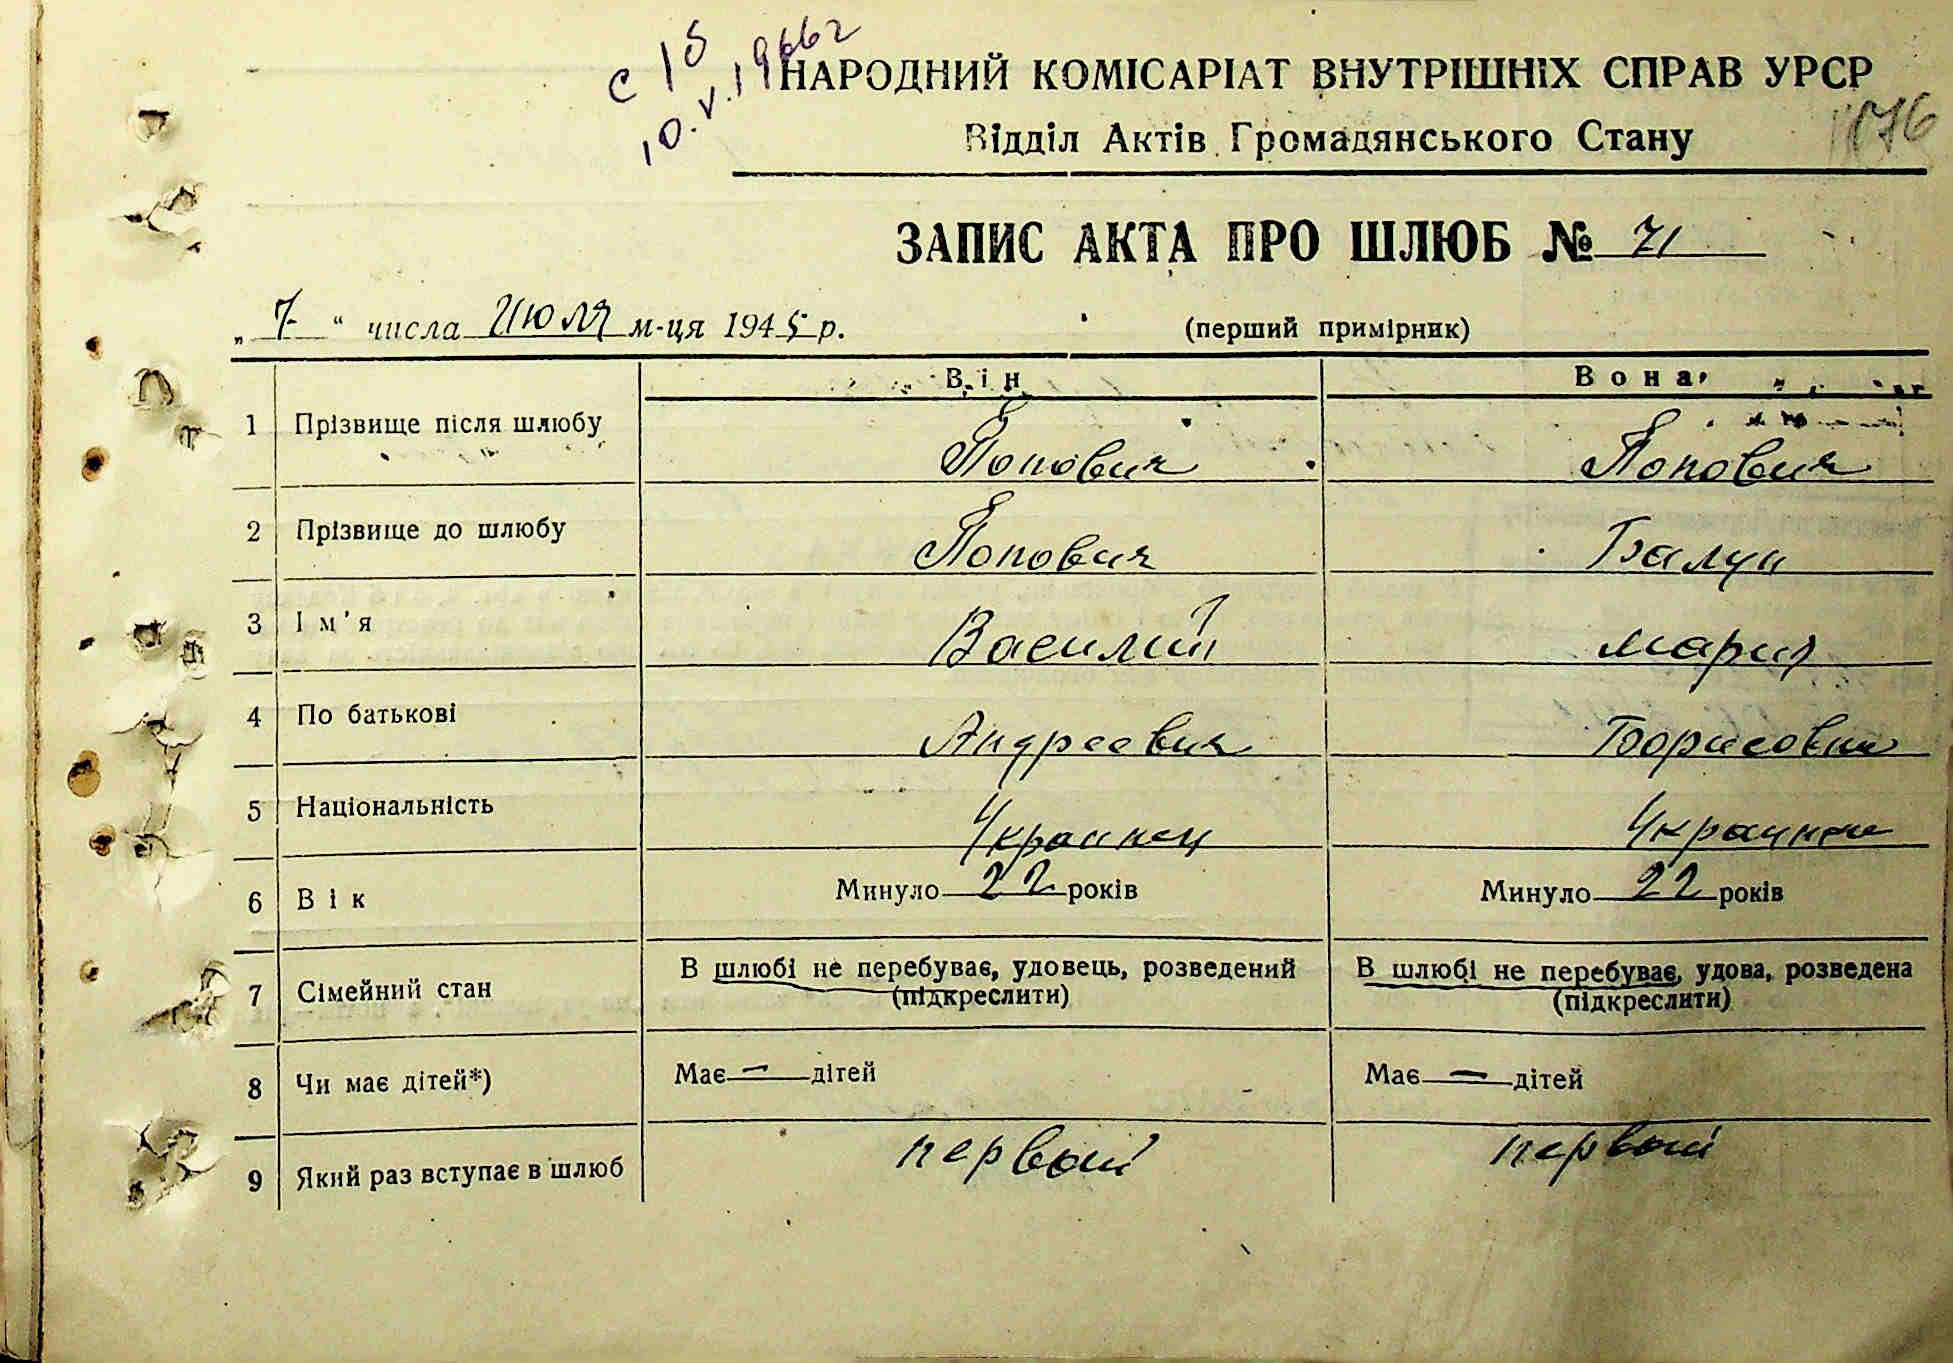 с 15
10.V.1966г
НАРОДНИЙ КОМІСАРІАТ ВНУТРІШНІХ СПРАВ УРСР
Відділ Актів Громадянського Стану
176
ЗАПИС АКТА ПРО ШЛЮБ № 71
„ 7 “ числа Июля м-ця 1945 р. (перший примірник)
Він Вона
1 Прізвище після шлюбу Попович Попович
2 Прізвище до шлюбу Попович Балун
3 Ім'я Василий Мария
4 По батькові Андреевич Борисовна
5 Національність Украинец Украинка
6 Вік Минуло 22 років Минуло 22 років
7 Сімейний стан В шлюбі не перебуває, удовець, розведений В шлюбі не перебуває, удова, розведена
(підкреслити) (підкреслити)
8 Чи має дітей*) Має — дітей Має — дітей
9 Який раз вступає в шлюб первый первый